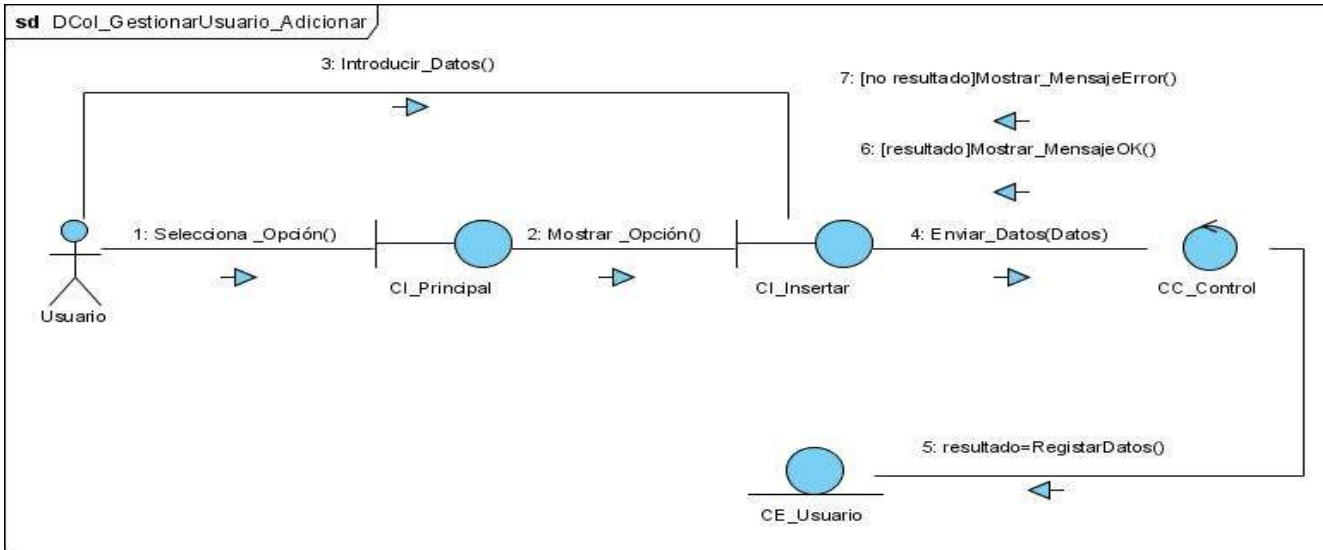 sd DCol_GestionarUsuario_Adicionar
3: Introducir_Datos()
7: [no resultado]Mostrar_MensajeError()
6: [resultado]Mostrar_MensajeOK()
1: Selecciona _Opción()
2: Mostrar _Opción()
4: Enviar_Datos(Datos)
CI_Principal
CI_Insertar
CC_Control
Usuario
5: resultado=RegistarDatos()
CE_Usuario